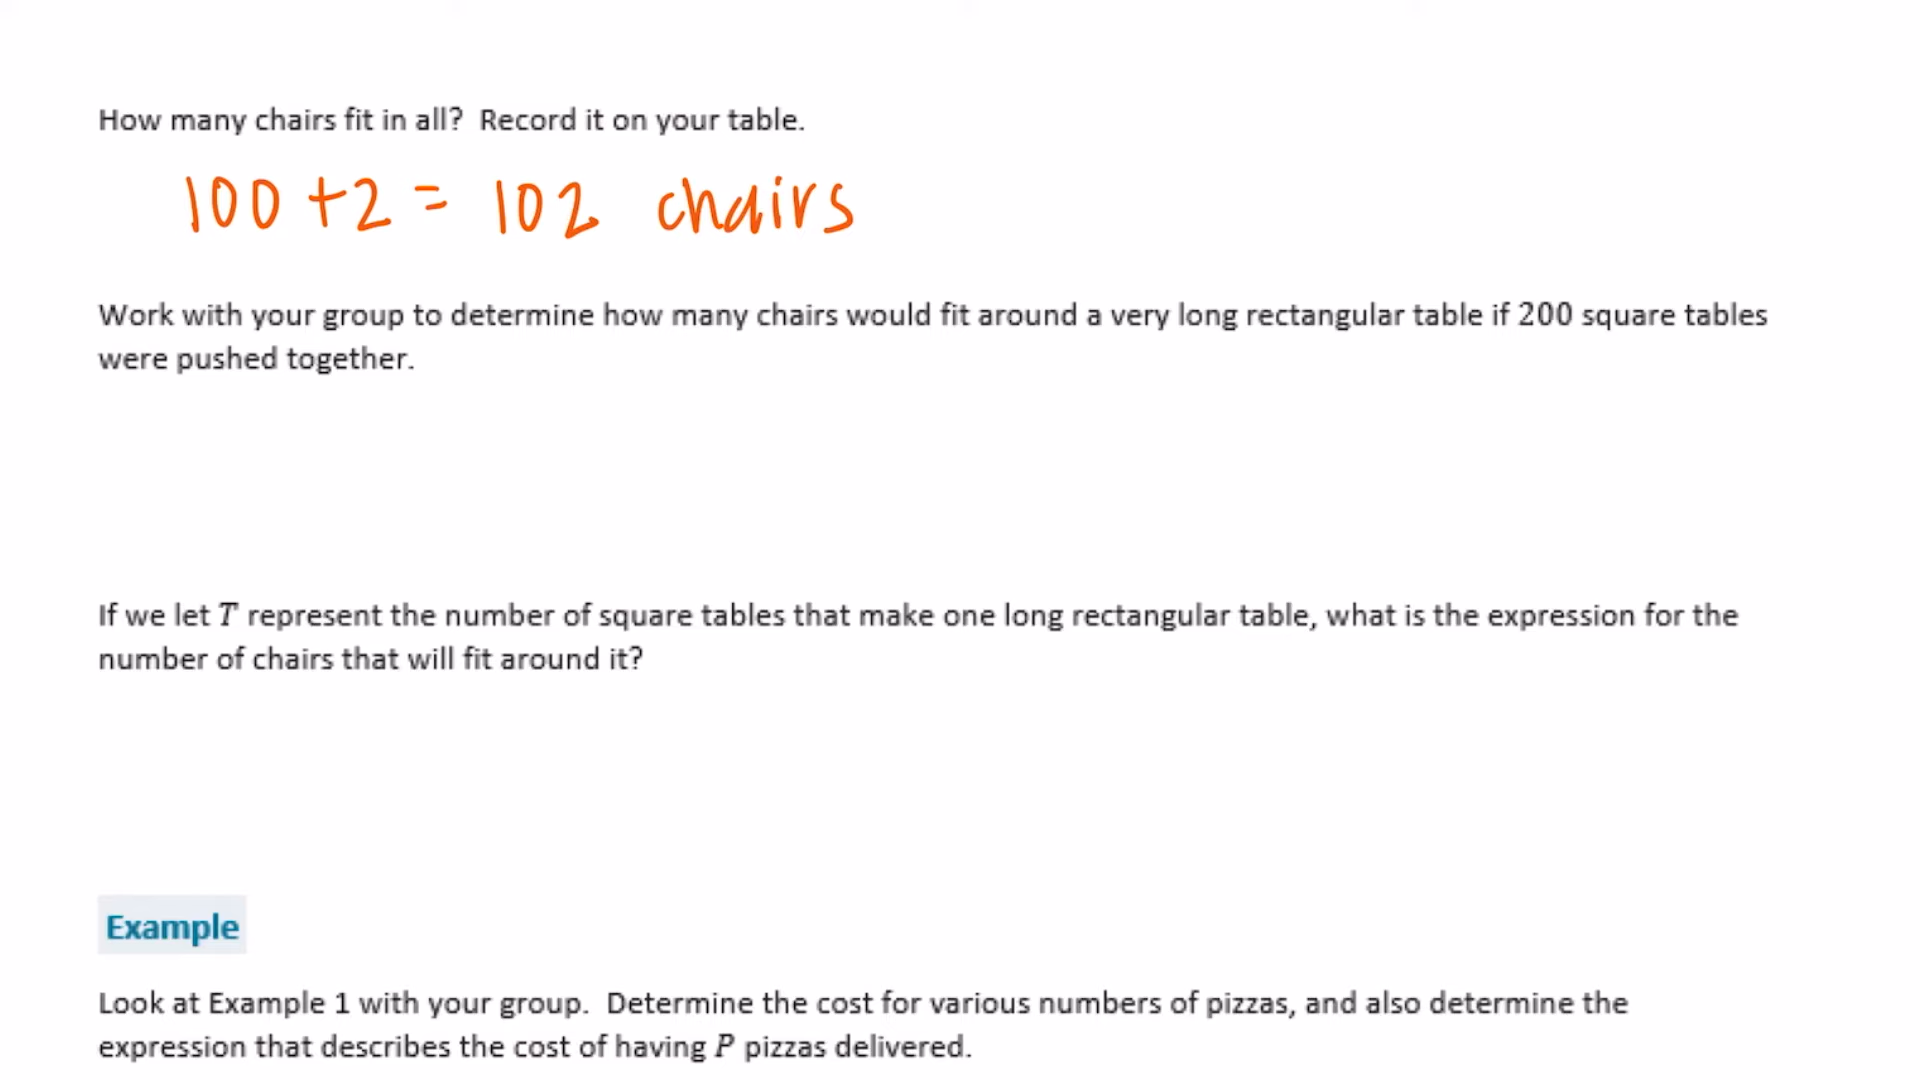 How many chairs fit in all? Record it on your table.
100 + 2 = 102 chairs
Work with your group to determine how many chairs would fit around a very long rectangular table if 200 square tables
were pushed together.
If we let T represent the number of square tables that make one long rectangular table, what is the expression for the
number of chairs that will fit around it?
Example
Look at Example 1 with your group. Determine the cost for various numbers of pizzas, and also determine the
expression that describes the cost of having P pizzas delivered.